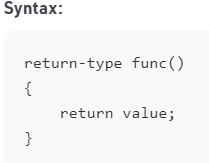 Syntax:
return-type func()
{
    return value;
}